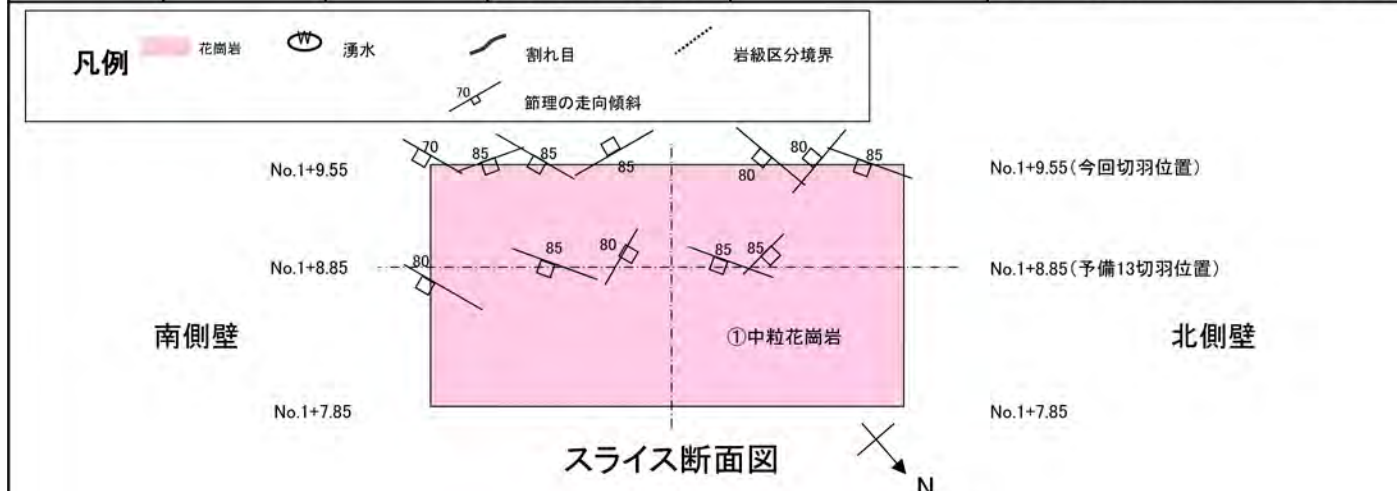 凡例
花崗岩
W
湧水
割れ目
岩級区分境界
70
節理の走向傾斜
No.1+9.55
70
85
85
85
80
80
85
No.1+9.55(今回切羽位置)
No.1+8.85
80
85
80
85
85
No.1+8.85(予備13切羽位置)
南側壁
①中粒花崗岩
北側壁
No.1+7.85
No.1+7.85
スライス断面図
N